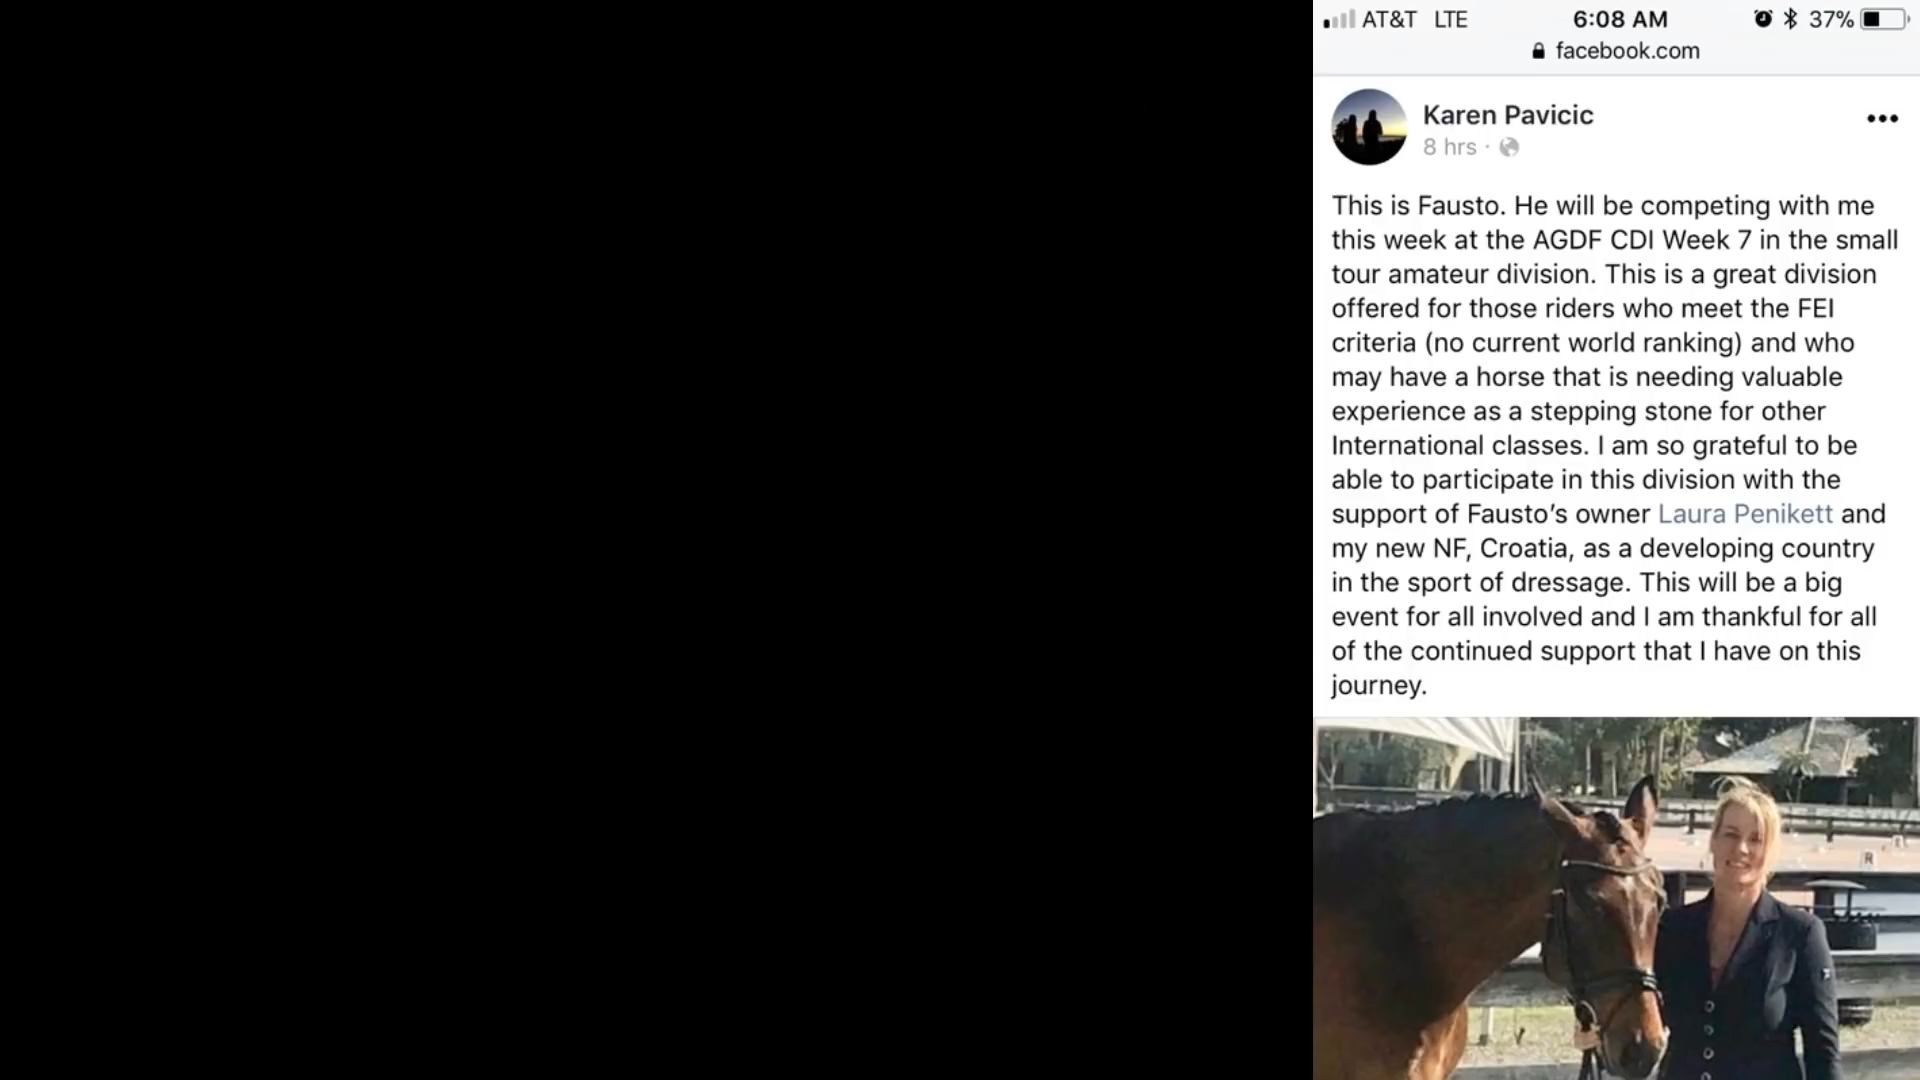 AT&T LTE 6:08 AM 37%
facebook.com
Karen Pavicic
8 hrs ·
This is Fausto. He will be competing with me
this week at the AGDF CDI Week 7 in the small
tour amateur division. This is a great division
offered for those riders who meet the FEI
criteria (no current world ranking) and who
may have a horse that is needing valuable
experience as a stepping stone for other
International classes. I am so grateful to be
able to participate in this division with the
support of Fausto’s owner Laura Penikett and
my new NF, Croatia, as a developing country
in the sport of dressage. This will be a big
event for all involved and I am thankful for all
of the continued support that I have on this
journey.
R